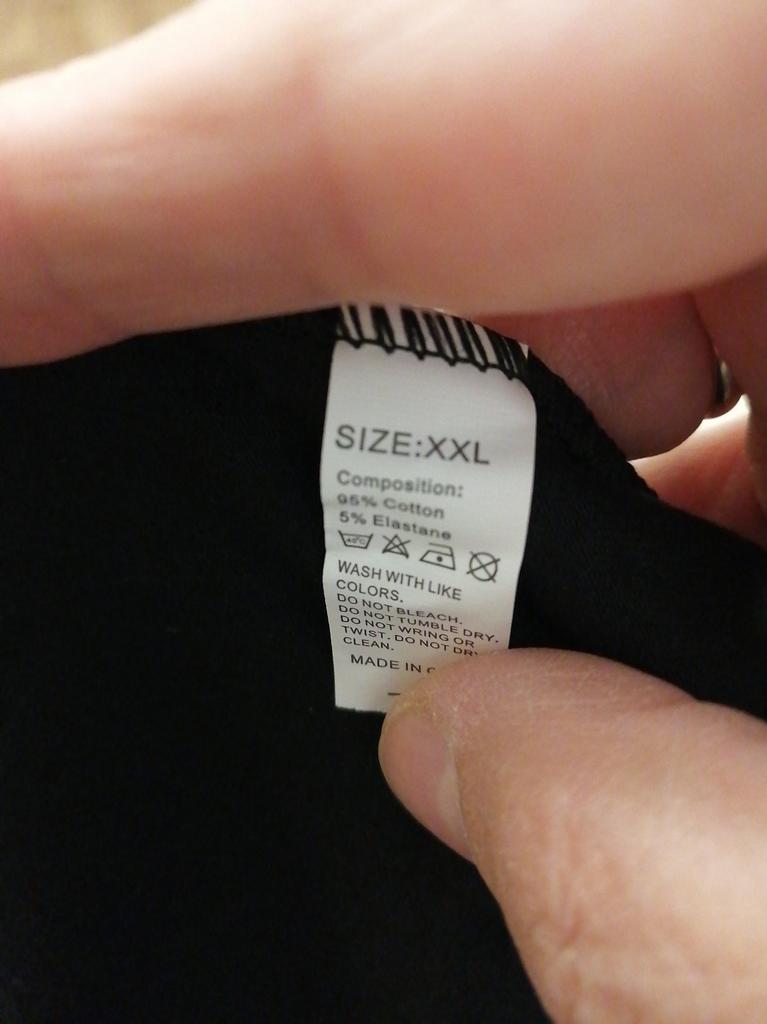 SIZE:XXL
Composition:
95% Cotton
5% Elastane
40°C
WASH WITH LIKE
COLORS.
DO NOT BLEACH.
DO NOT TUMBLE DRY.
DO NOT WRING OR
TWIST. DO NOT DRY
CLEAN.
MADE IN